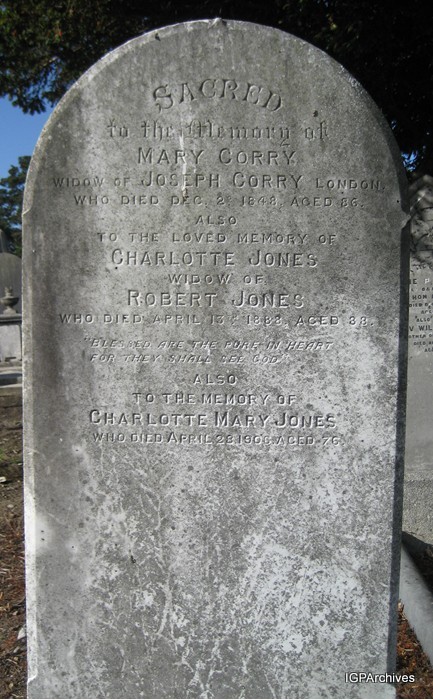 SACRED
to the Memory of
MARY CORRY
WIDOW OF JOSEPH CORRY LONDON,
WHO DIED DEC. 2ᴰ 1848, AGED 86.
ALSO
TO THE LOVED MEMORY OF
CHARLOTTE JONES
WIDOW OF
ROBERT JONES
WHO DIED APRIL 13ᵀᴴ 1888, AGED 88.
"BLESSED ARE THE PURE IN HEART
FOR THEY SHALL SEE GOD"
ALSO
TO THE MEMORY OF
CHARLOTTE MARY JONES
WHO DIED APRIL 28 1906 AGED 76.
IGPArchives